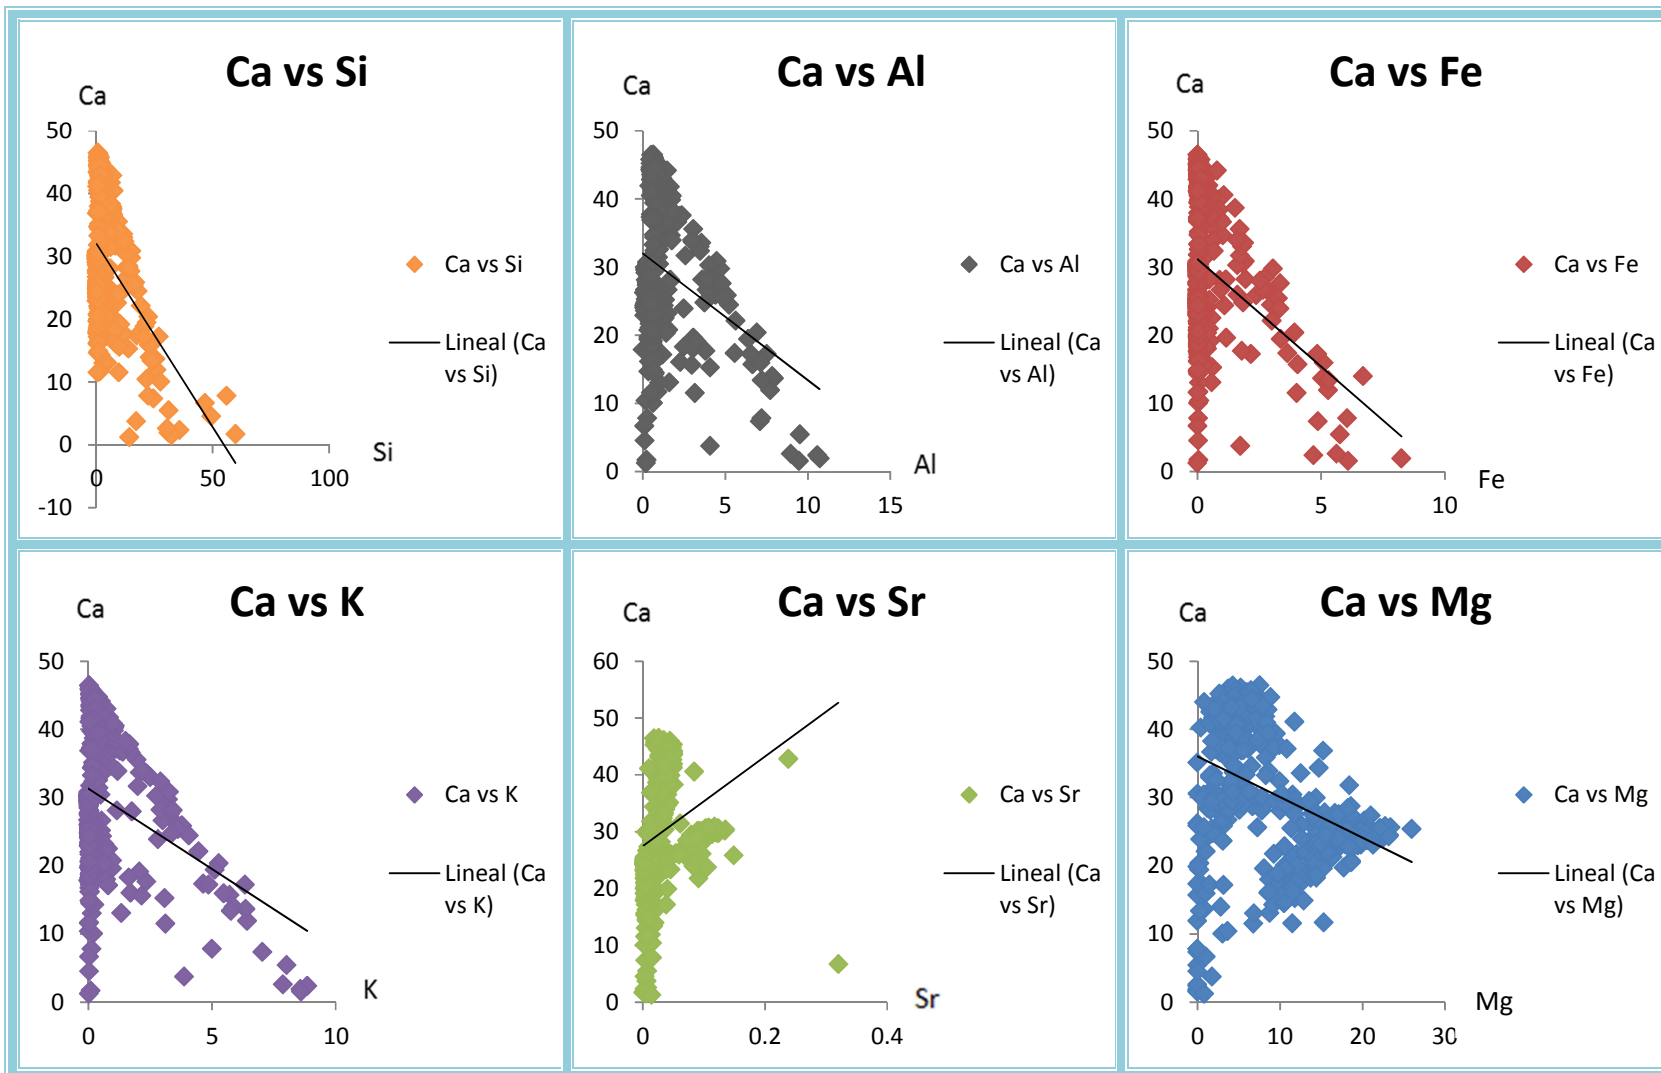 Ca vs Si
Ca
50
40
30
20
10
0
-10
0
50
100
Si
Ca vs Si
Lineal (Ca
vs Si)
Ca vs Al
Ca
50
40
30
20
10
0
0
5
10
15
Al
Ca vs Al
Lineal (Ca
vs Al)
Ca vs Fe
Ca
50
40
30
20
10
0
0
5
10
Fe
Ca vs Fe
Lineal (Ca
vs Fe)
Ca vs K
Ca
50
40
30
20
10
0
0
5
10
K
Ca vs K
Lineal (Ca
vs K)
Ca vs Sr
Ca
60
50
40
30
20
10
0
0
0.2
0.4
Sr
Ca vs Sr
Lineal (Ca
vs Sr)
Ca vs Mg
Ca
50
40
30
20
10
0
0
10
20
30
Mg
Ca vs Mg
Lineal (Ca
vs Mg)